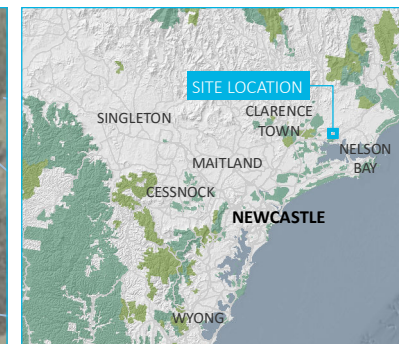 SITE LOCATION
CLARENCE
TOWN
SINGLETON
NELSON
BAY
MAITLAND
CESSNOCK
NEWCASTLE
WYONG